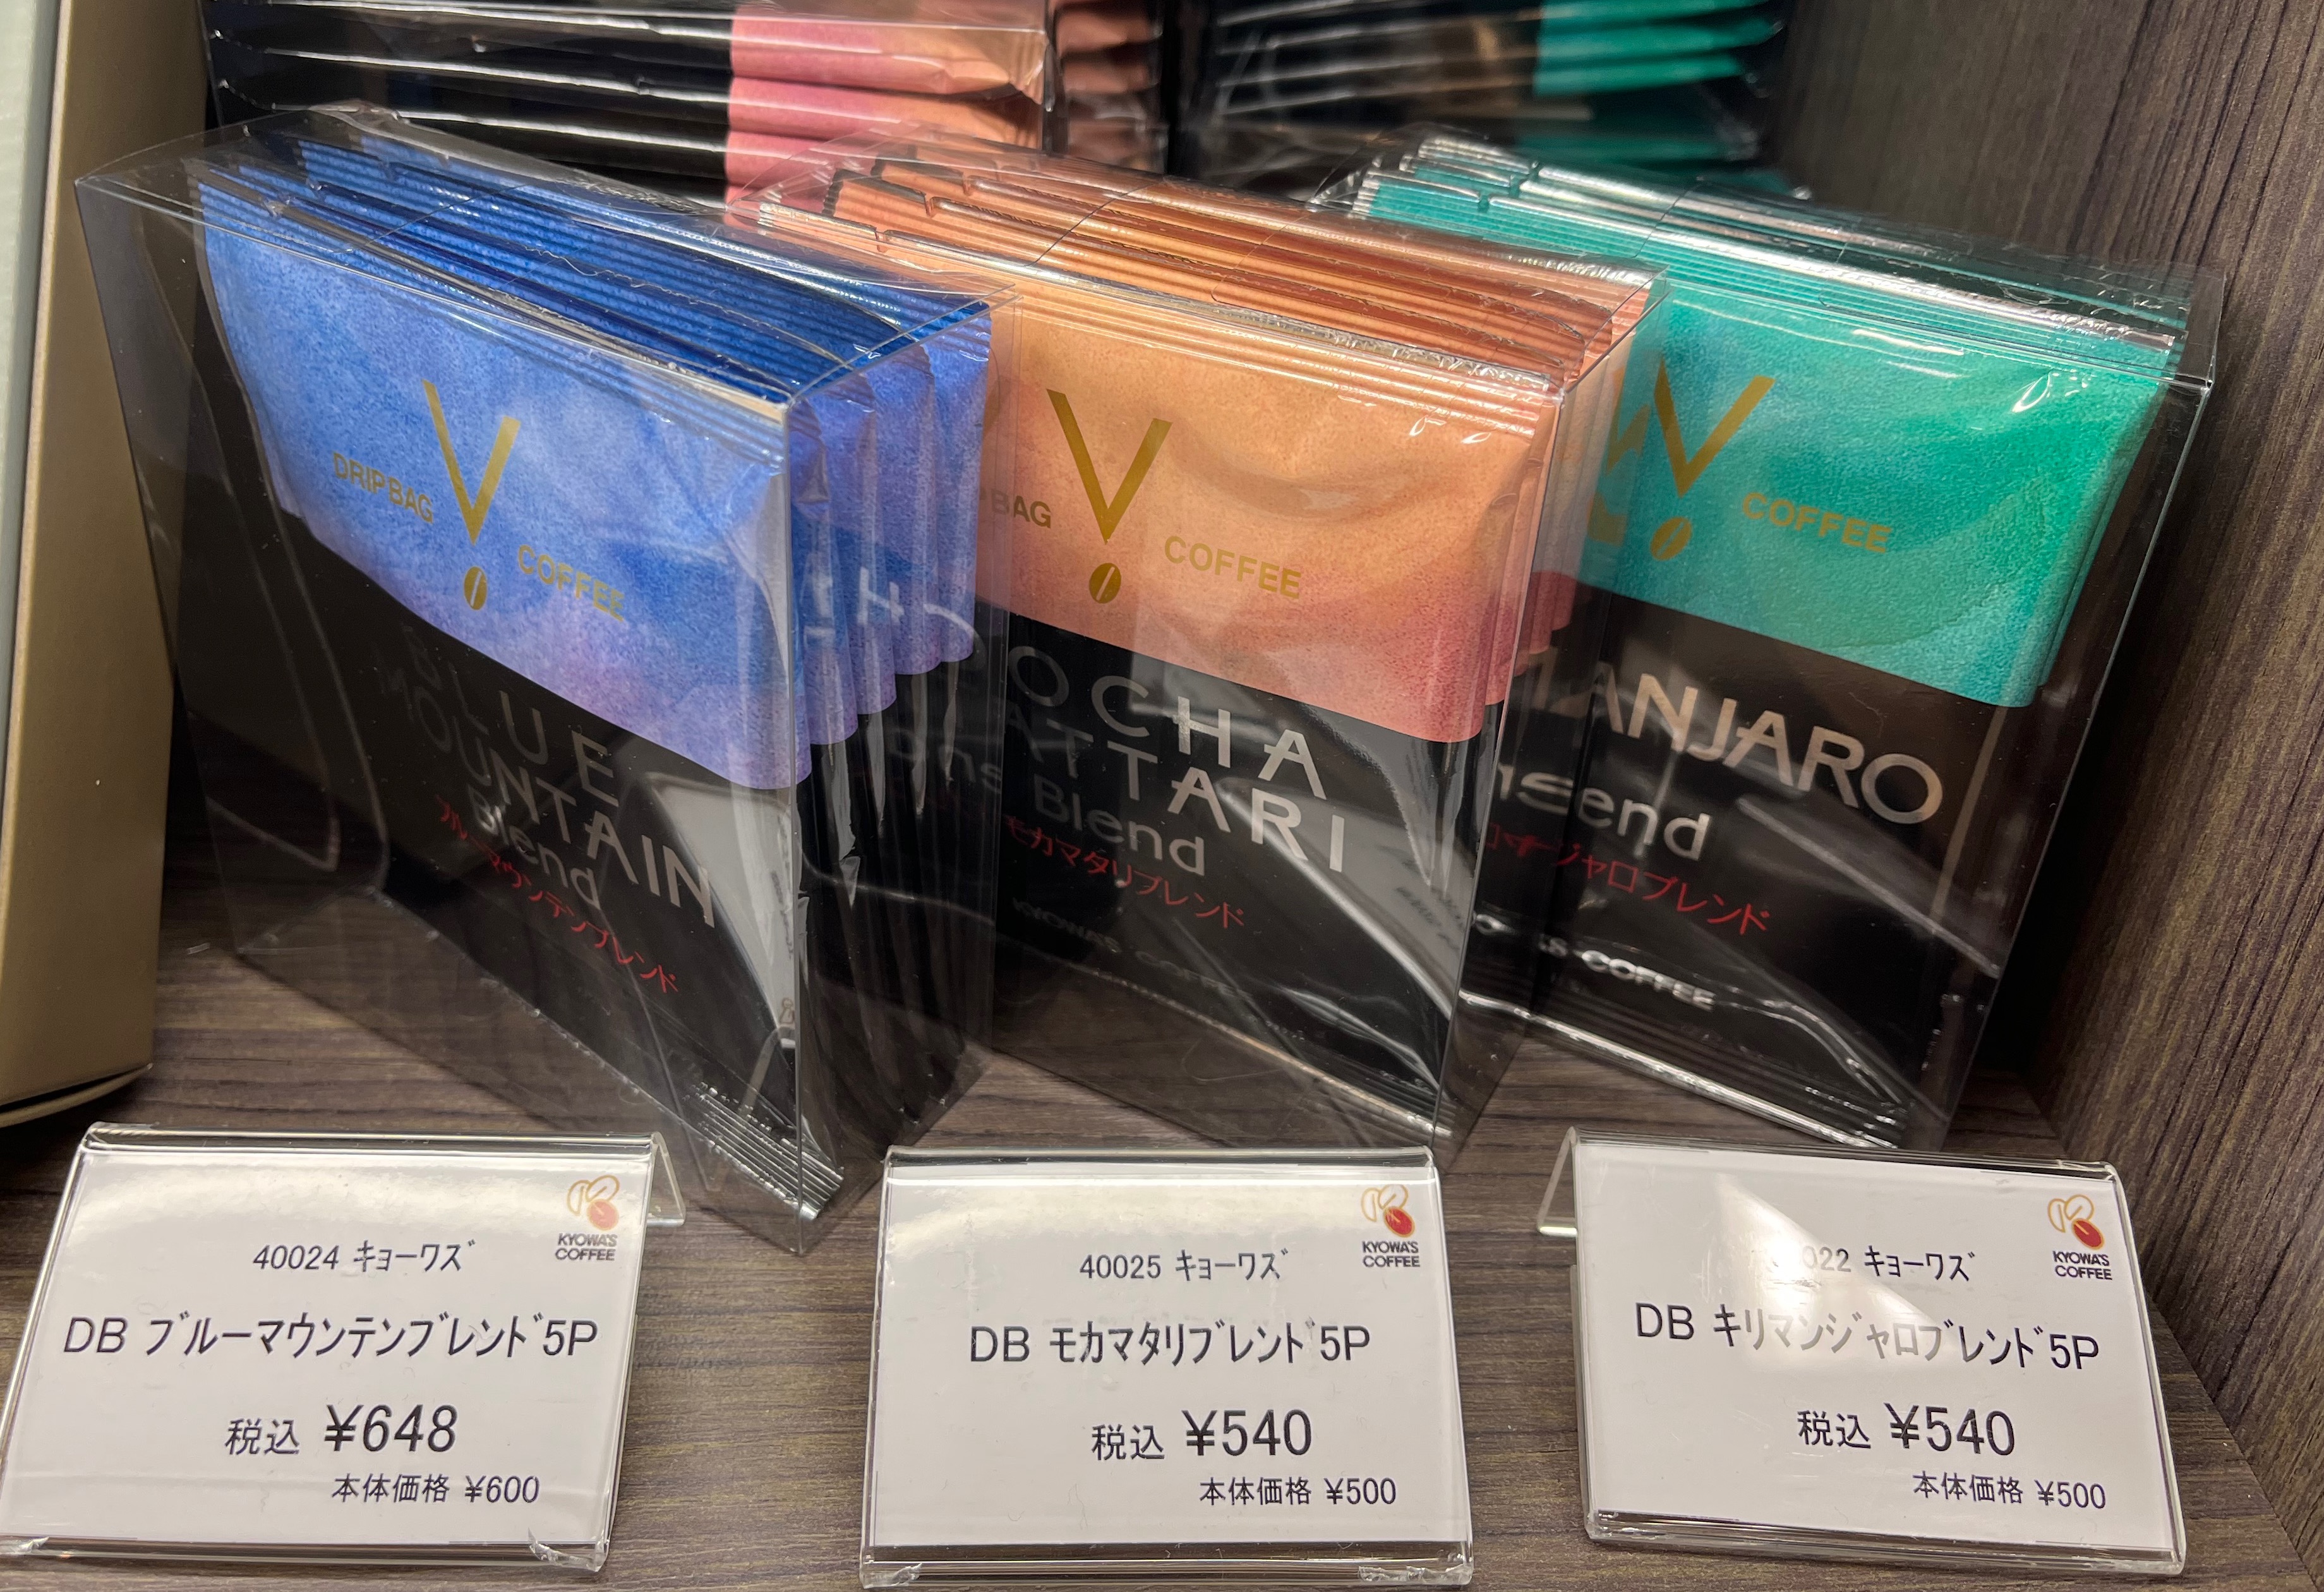 DRIP BAG
COFFEE
BLUE
MOUNTAIN
Blend
ブルーマウンテンブレンド
BAG
COFFEE
OCHA
ATTARI
Blend
モカマタリブレンド
KYOWA'S COFFEE
COFFEE
ANJARO
ジャロブレンド
COFFEE
40024 ｷｮｰﾜｽﾞ
KYOWA'S
COFFEE
DB ﾌﾞﾙｰﾏｳﾝﾃﾝﾌﾞﾚﾝﾄﾞ5P
税込 ¥648
本体価格 ¥600
40025 ｷｮｰﾜｽﾞ
KYOWA'S
COFFEE
DB ﾓｶﾏﾀﾘﾌﾞﾚﾝﾄﾞ5P
税込 ¥540
本体価格 ¥500
022 ｷｮｰﾜｽﾞ
KYOWA'S
COFFEE
DB ｷﾘﾏﾝｼﾞｬﾛﾌﾞﾚﾝﾄﾞ5P
税込 ¥540
本体価格 ¥500